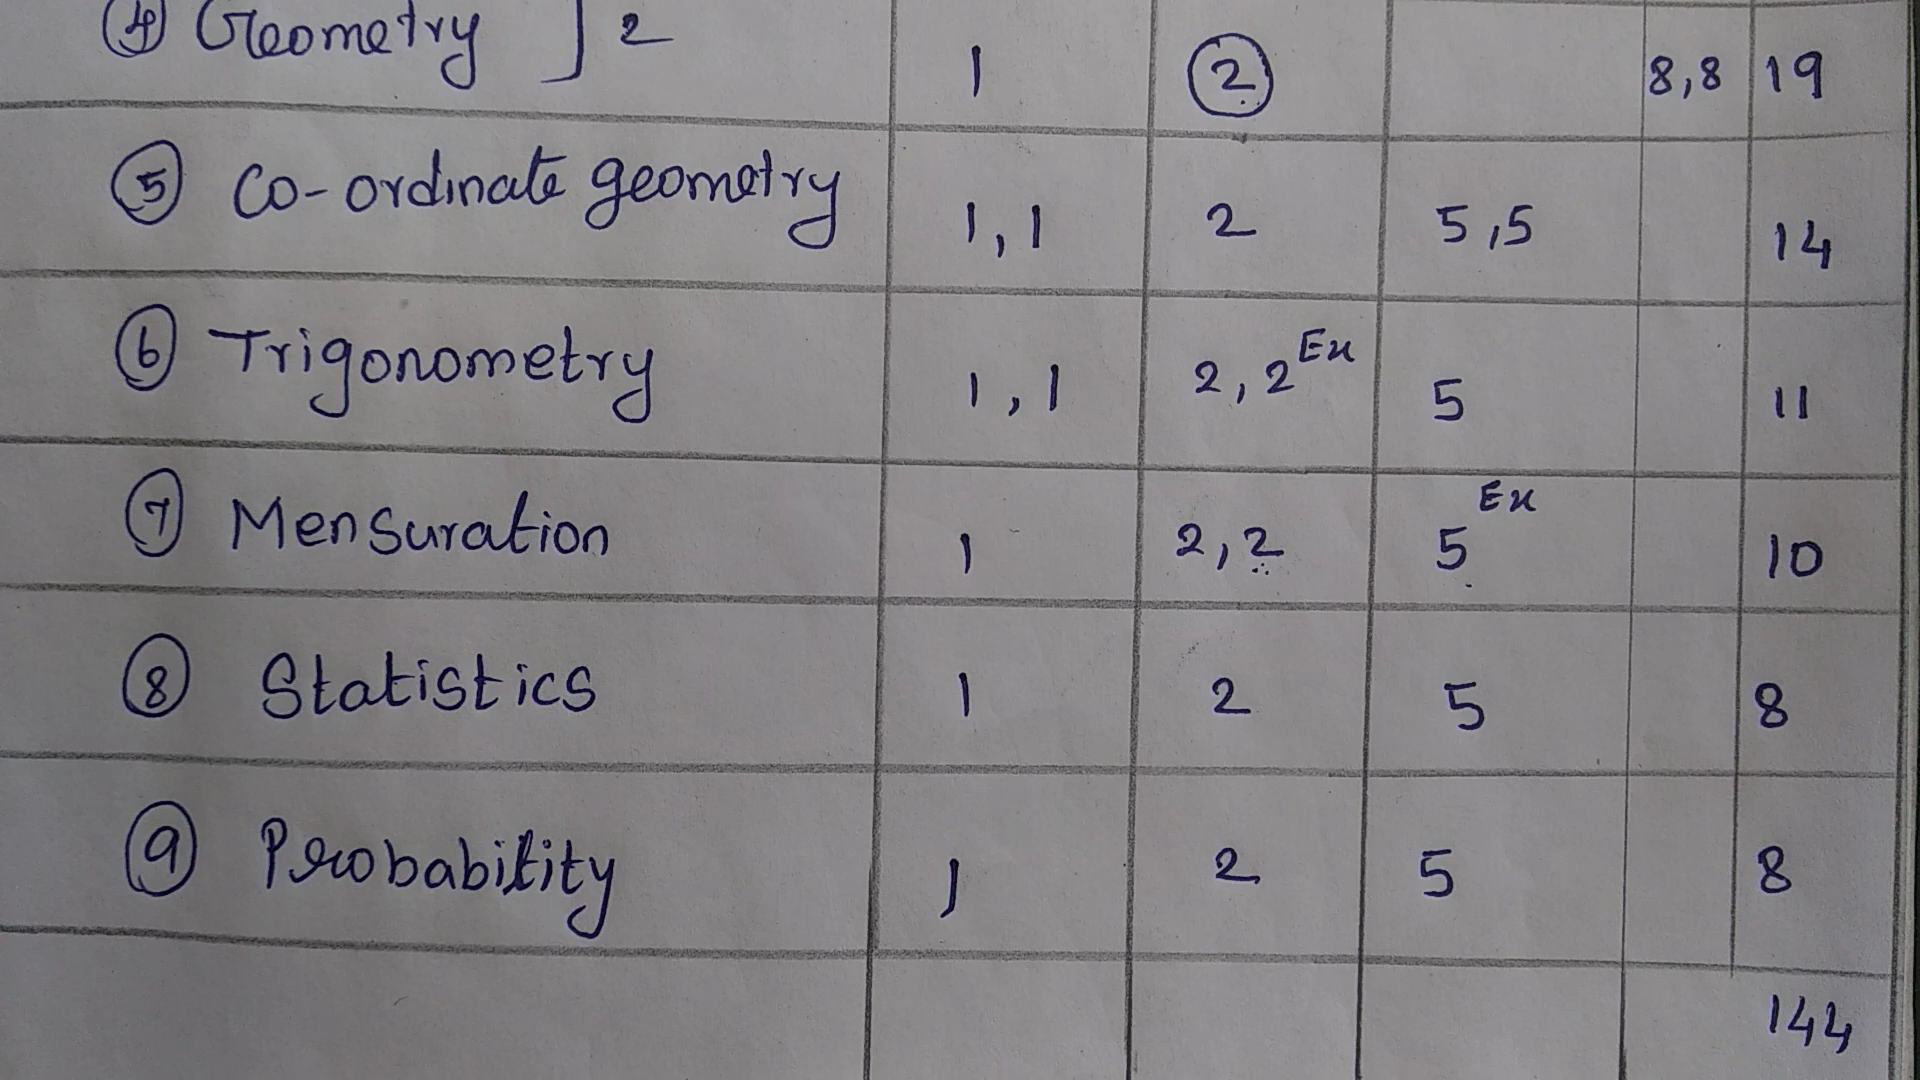 ④ Geometry ] 2 1 ② 8,8 19
⑤ Co-ordinate geometry 1,1 2 5,5 14
⑥ Trigonometry 1,1 2,2 Ex 5 11
⑦ Mensuration 1 2,2 5 Ex 10
⑧ Statistics 1 2 5 8
⑨ Probability 1 2 5 8
144